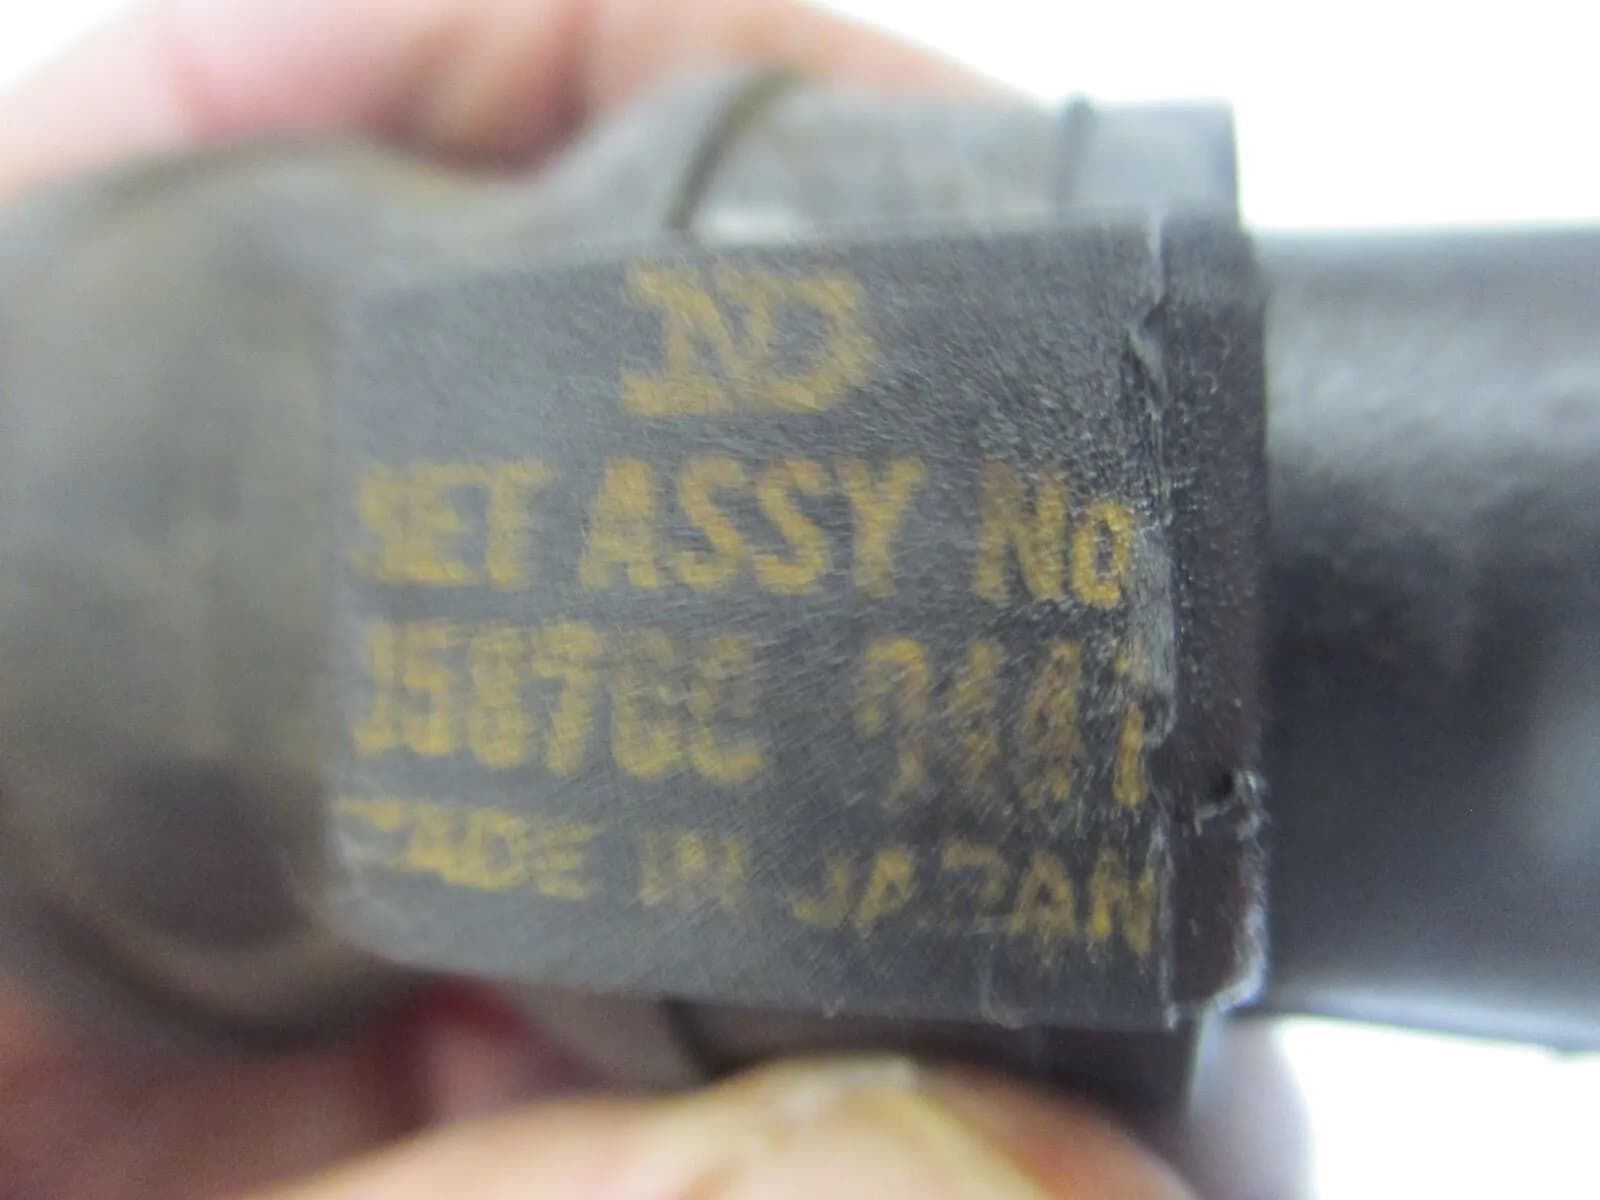 ND
SET ASSY No
MADE IN JAPAN